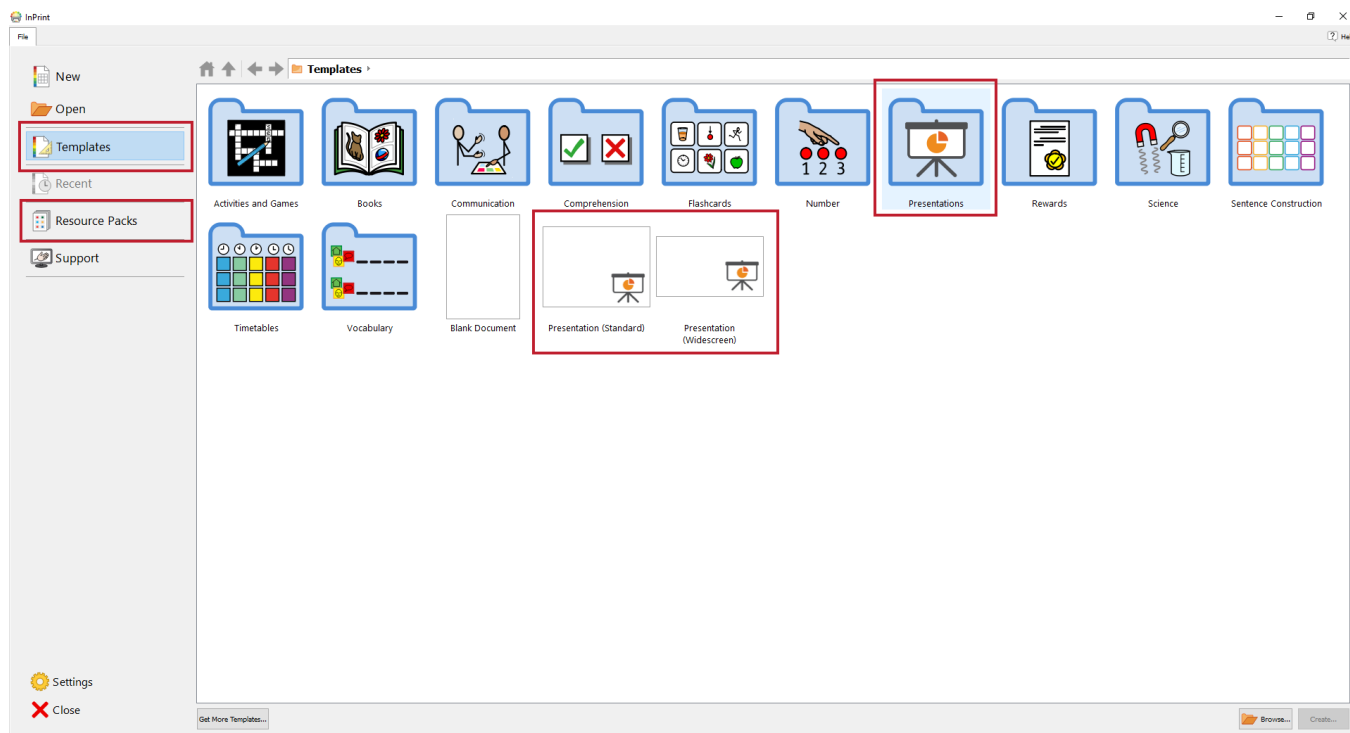 InPrint
File
He
New
Open
Templates
Recent
Resource Packs
Support
Settings
Close
Templates
Activities and Games
Books
Communication
Comprehension
Flashcards
1 2 3
Number
Presentations
Rewards
Science
Sentence Construction
Timetables
Vocabulary
Blank Document
Presentation (Standard)
Presentation
(Widescreen)
Get More Templates...
Browse...
Create...